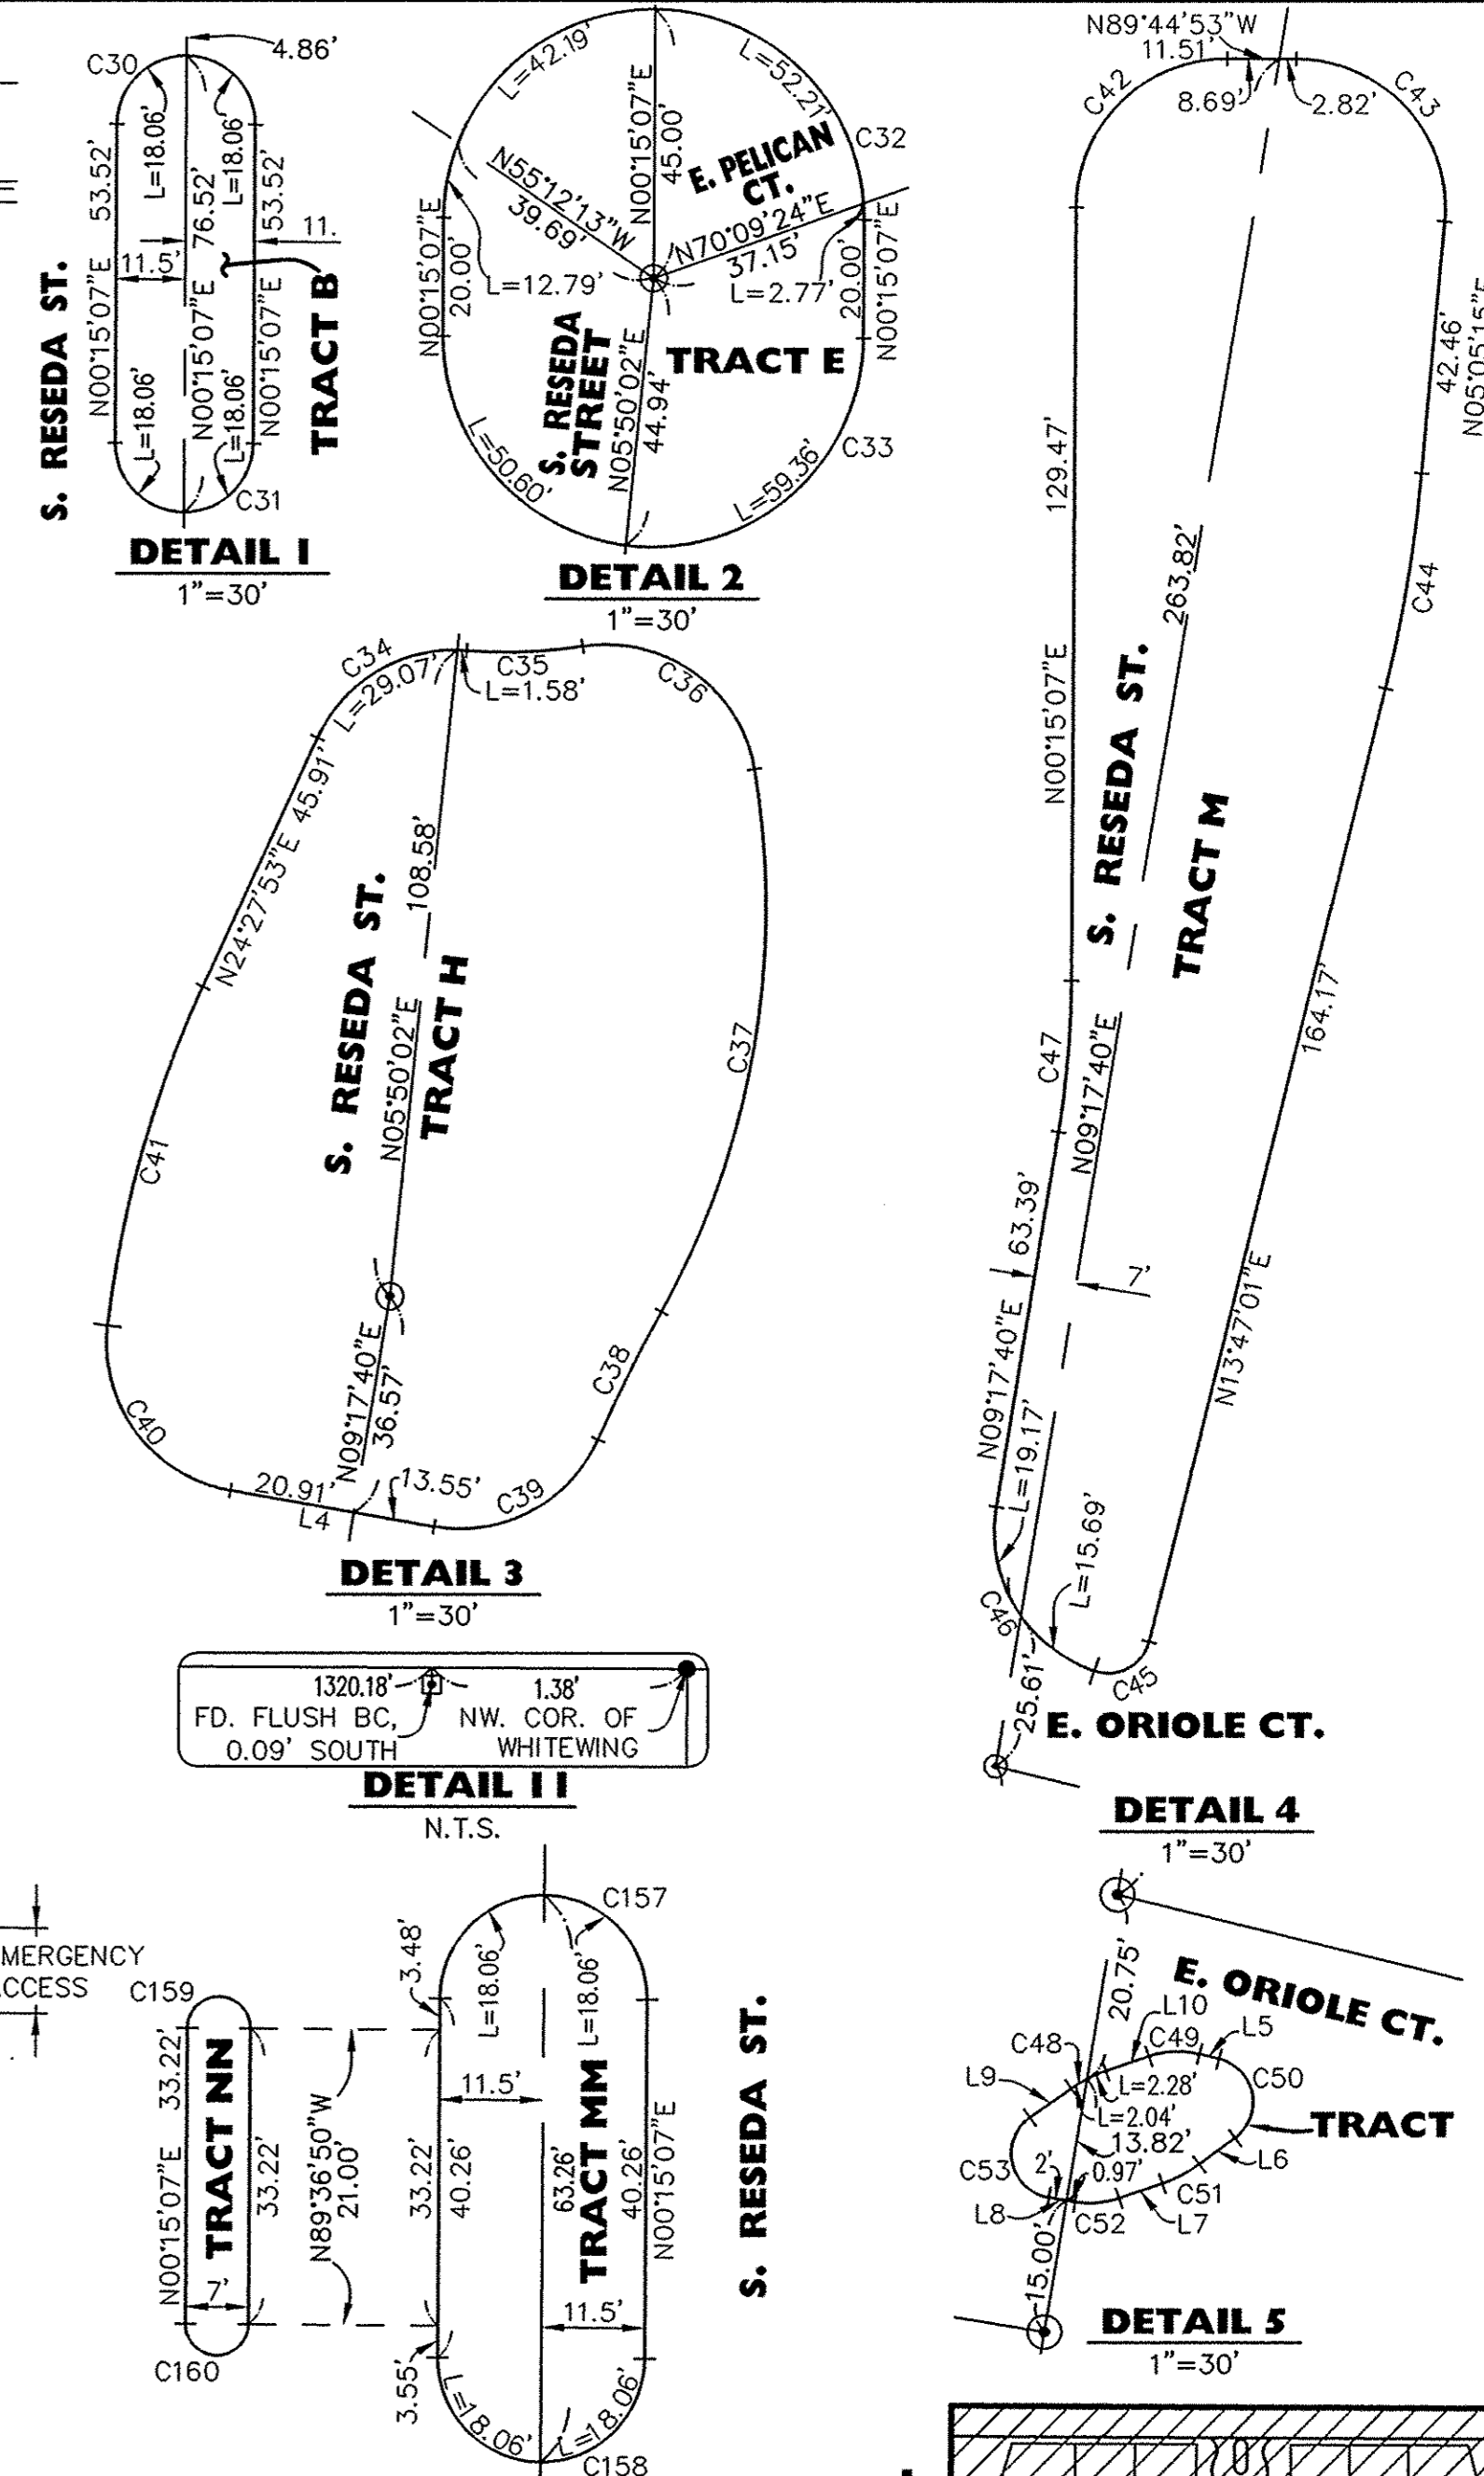 C30
4.86'
L=18.06'
L=18.06'
53.52'
76.52'
53.52'
11.
11.5'
N00°15'07"E
N00°15'07"E
N00°15'07"E
TRACT B
S. RESEDA ST.
L=18.06'
L=18.06'
C31
DETAIL 1
1"=30'
L=42.19'
L=52.21'
N00°15'07"E
45.00'
C32
E. PELICAN
CT.
N55°12'13"W
39.69'
N70°09'24"E
37.15'
N00°15'07"E
20.00'
L=12.79'
L=2.77'
20.00'
N00°15'07"E
S. RESEDA
STREET
TRACT E
N05°50'02"E
44.94'
L=50.60'
L=59.36'
C33
DETAIL 2
1"=30'
C34
L=29.07'
C35
L=1.58'
C36
N24°27'53"E 45.91'
108.58'
S. RESEDA ST.
TRACT H
N05°50'02"E
C37
C41
C38
C40
N09°17'40"E
36.57'
20.91'
L4
13.55'
C39
DETAIL 3
1"=30'
1320.18'
1.38'
FD. FLUSH BC,
0.09' SOUTH
NW. COR. OF
WHITEWING
DETAIL 11
N.T.S.
N89°44'53"W
11.51'
C42
8.69'
2.82'
C43
42.46'
N05°05'15"E
129.47'
263.82'
C44
N00°15'07"E
S. RESEDA ST.
TRACT M
C47
N09°17'40"E
164.17'
63.39'
7'
N09°17'40"E
N13°47'01"E
L=19.17'
L=15.69'
C46
C45
25.61'
E. ORIOLE CT.
DETAIL 4
1"=30'
MERGENCY
CCESS
C159
33.22'
TRACT NN
N00°15'07"E
33.22'
7'
C160
N89°36'50"W
21.00'
C157
3.48'
L=18.06'
L=18.06'
11.5'
33.22'
40.26'
63.26'
TRACT MM
40.26'
N00°15'07"E
S. RESEDA ST.
11.5'
3.55'
L=18.06'
L=18.06'
C158
20.75'
E. ORIOLE CT.
L10
C49
L5
C48
L9
L=2.28'
C50
L=2.04'
TRACT
13.82'
C53
2'
0.97'
L6
C51
L8
C52
L7
15.00'
DETAIL 5
1"=30'